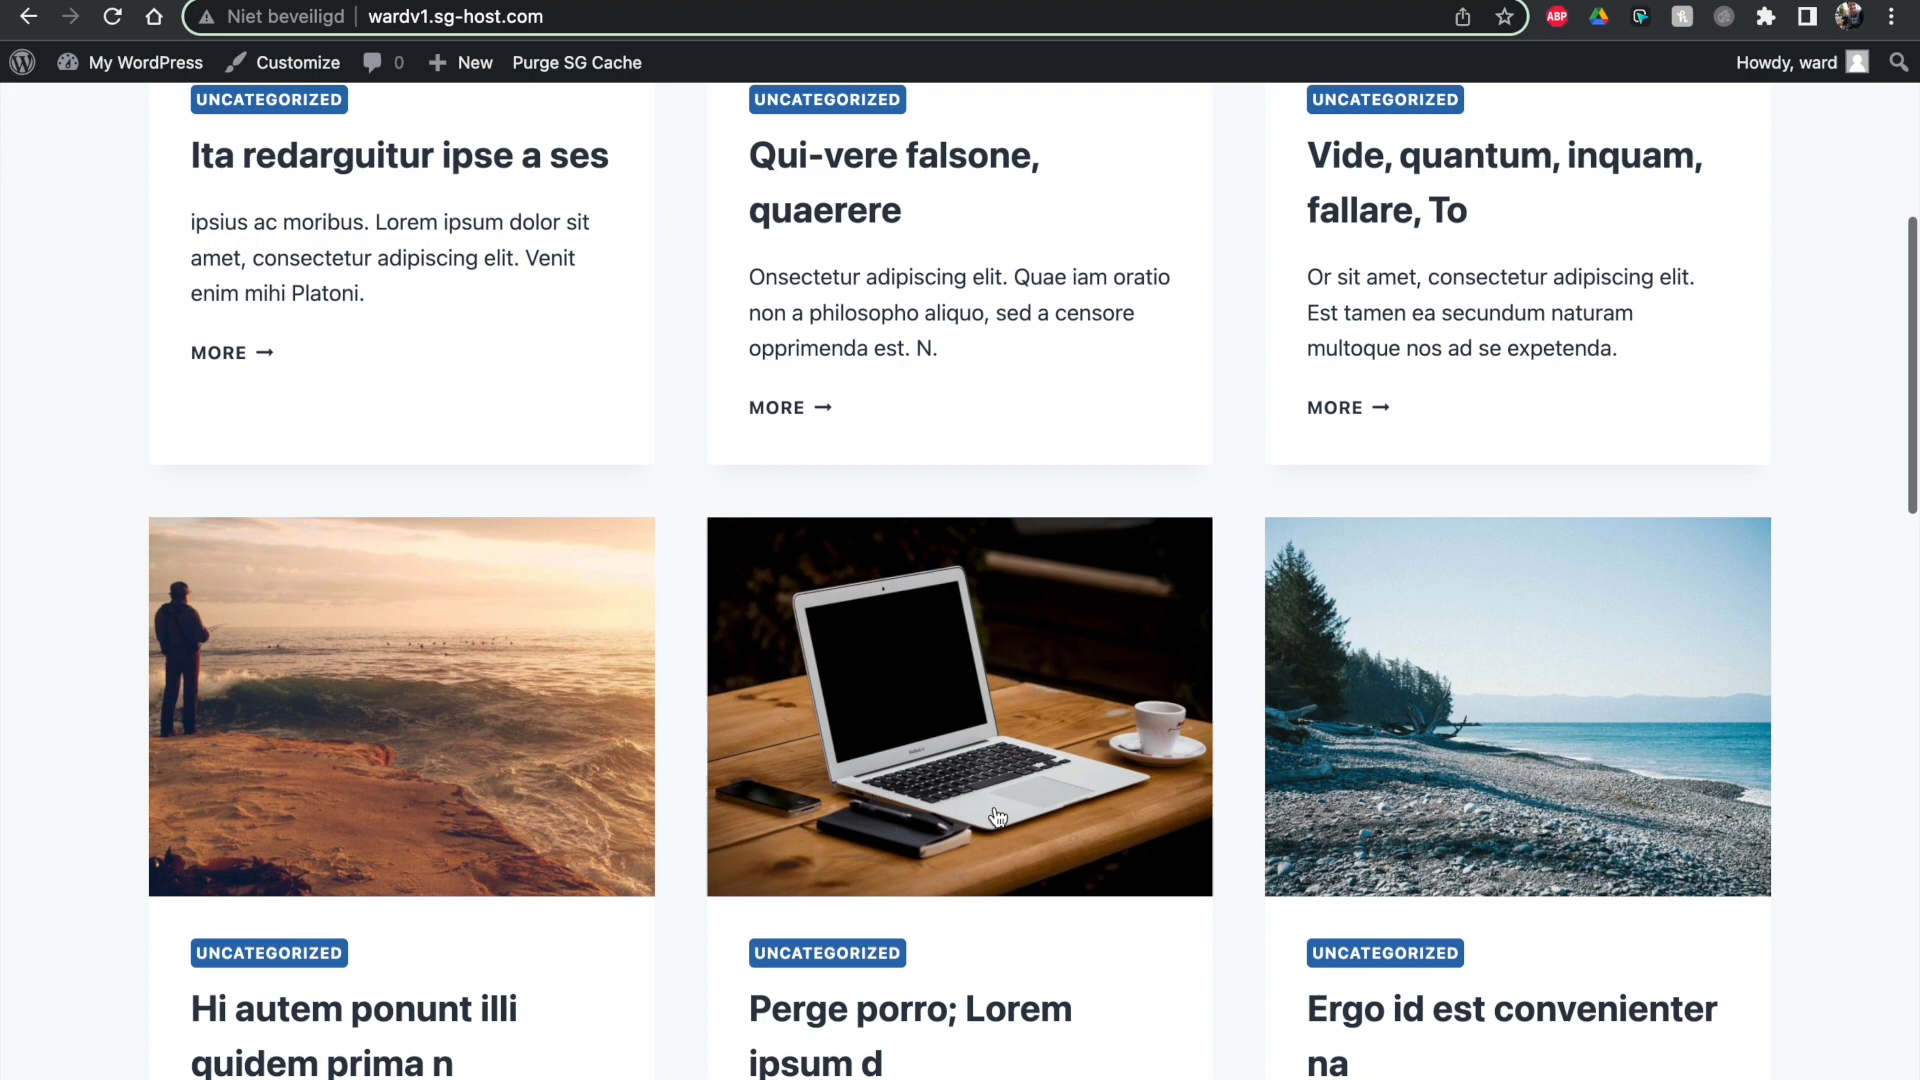 Niet beveiligd wardv1.sg-host.com ABP
My WordPress Customize 0 New Purge SG Cache Howdy, ward
UNCATEGORIZED
Ita redarguitur ipse a ses
ipsius ac moribus. Lorem ipsum dolor sit
amet, consectetur adipiscing elit. Venit
enim mihi Platoni.
MORE →
UNCATEGORIZED
Qui-vere falsone,
quaerere
Onsectetur adipiscing elit. Quae iam oratio
non a philosopho aliquo, sed a censore
opprimenda est. N.
MORE →
UNCATEGORIZED
Vide, quantum, inquam,
fallare, To
Or sit amet, consectetur adipiscing elit.
Est tamen ea secundum naturam
multoque nos ad se expetenda.
MORE →
UNCATEGORIZED
Hi autem ponunt illi
quidem prima n
UNCATEGORIZED
Perge porro; Lorem
ipsum d
UNCATEGORIZED
Ergo id est convenienter
na